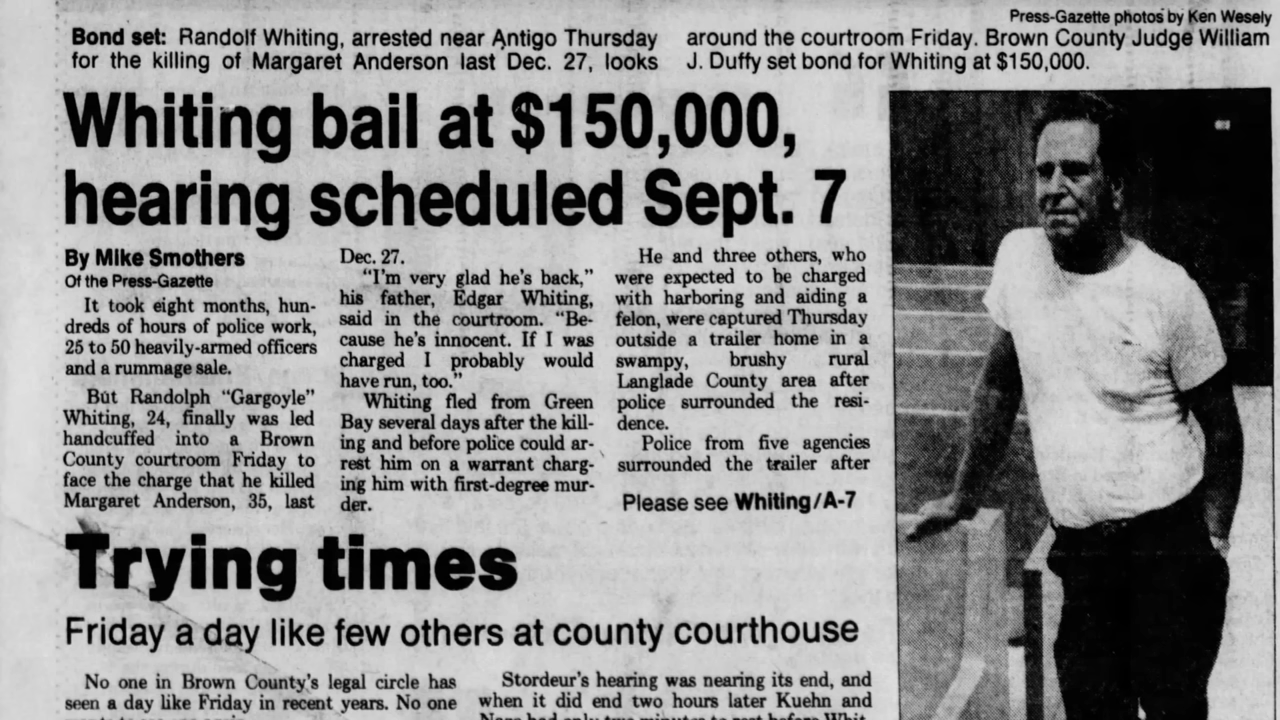 Press-Gazette photos by Ken Wesely
Bond set: Randolf Whiting, arrested near Antigo Thursday
for the killing of Margaret Anderson last Dec. 27, looks
around the courtroom Friday. Brown County Judge William
J. Duffy set bond for Whiting at $150,000.
Whiting bail at $150,000,
hearing scheduled Sept. 7
By Mike Smothers
Of the Press-Gazette
It took eight months, hun-
dreds of hours of police work,
25 to 50 heavily-armed officers
and a rummage sale.
But Randolph "Gargoyle"
Whiting, 24, finally was led
handcuffed into a Brown
County courtroom Friday to
face the charge that he killed
Margaret Anderson, 35, last
Dec. 27.
"I'm very glad he's back,"
his father, Edgar Whiting,
said in the courtroom. "Be-
cause he's innocent. If I was
charged I probably would
have run, too."
Whiting fled from Green
Bay several days after the kill-
ing and before police could ar-
rest him on a warrant charg-
ing him with first-degree mur-
der.
He and three others, who
were expected to be charged
with harboring and aiding a
felon, were captured Thursday
outside a trailer home in a
swampy, brushy rural
Langlade County area after
police surrounded the resi-
dence.
Police from five agencies
surrounded the trailer after
Please see Whiting/A-7
Trying times
Friday a day like few others at county courthouse
No one in Brown County's legal circle has
seen a day like Friday in recent years. No one
Stordeur's hearing was nearing its end, and
when it did end two hours later Kuehn and